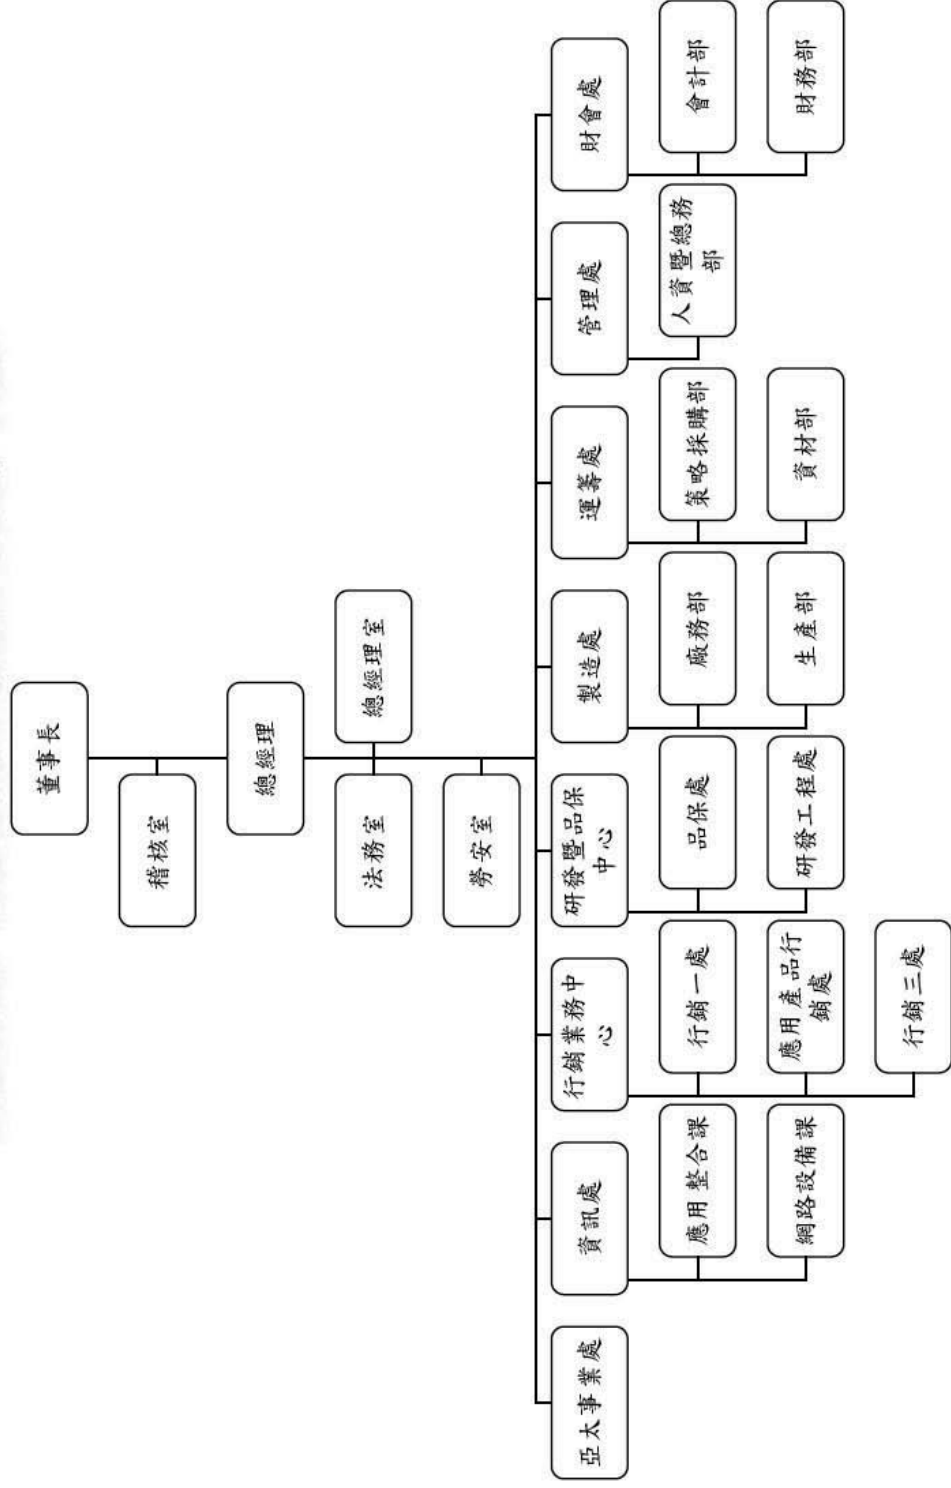 董事長
稽核室
總經理
法務室
總經理室
勞安室
亞太事業處
資訊處
行銷業務中
心
研發暨品保
中心
製造處
運籌處
管理處
財會處
應用整合課
網路設備課
行銷一處
應用產品行
銷處
行銷三處
品保處
研發工程處
廠務部
生產部
策略採購部
資材部
人資暨總務
部
會計部
財務部